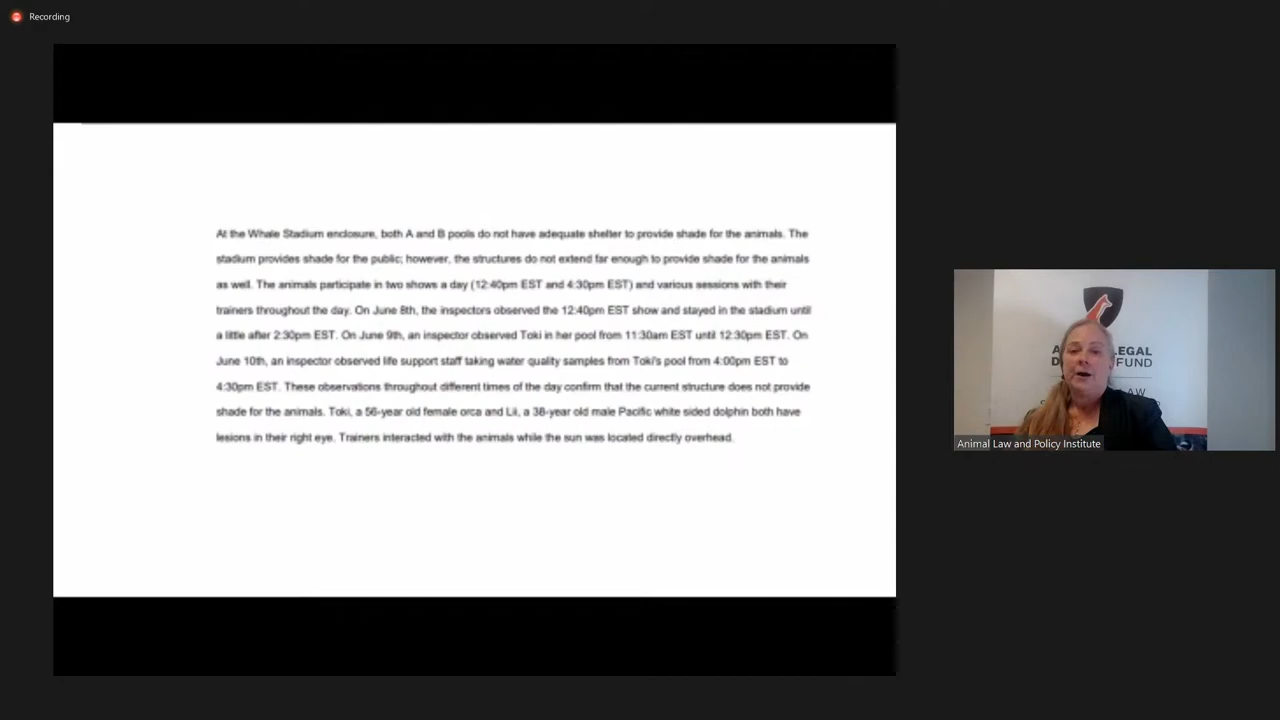 Recording
At the Whale Stadium enclosure, both A and B pools do not have adequate shelter to provide shade for the animals. The
stadium provides shade for the public; however, the structures do not extend far enough to provide shade for the animals
as well. The animals participate in two shows a day (12:40pm EST and 4:30pm EST) and various sessions with their
trainers throughout the day. On June 8th, the inspectors observed the 12:40pm EST show and stayed in the stadium until
a little after 2:30pm EST. On June 9th, an inspector observed Toki in her pool from 11:30am EST until 12:30pm EST. On
June 10th, an inspector observed life support staff taking water quality samples from Toki's pool from 4:00pm EST to
4:30pm EST. These observations throughout different times of the day confirm that the current structure does not provide
shade for the animals. Toki, a 56-year old female orca and Lii, a 38-year old male Pacific white sided dolphin both have
lesions in their right eye. Trainers interacted with the animals while the sun was located directly overhead.
LEGAL
FUND
AW
Animal Law and Policy Institute